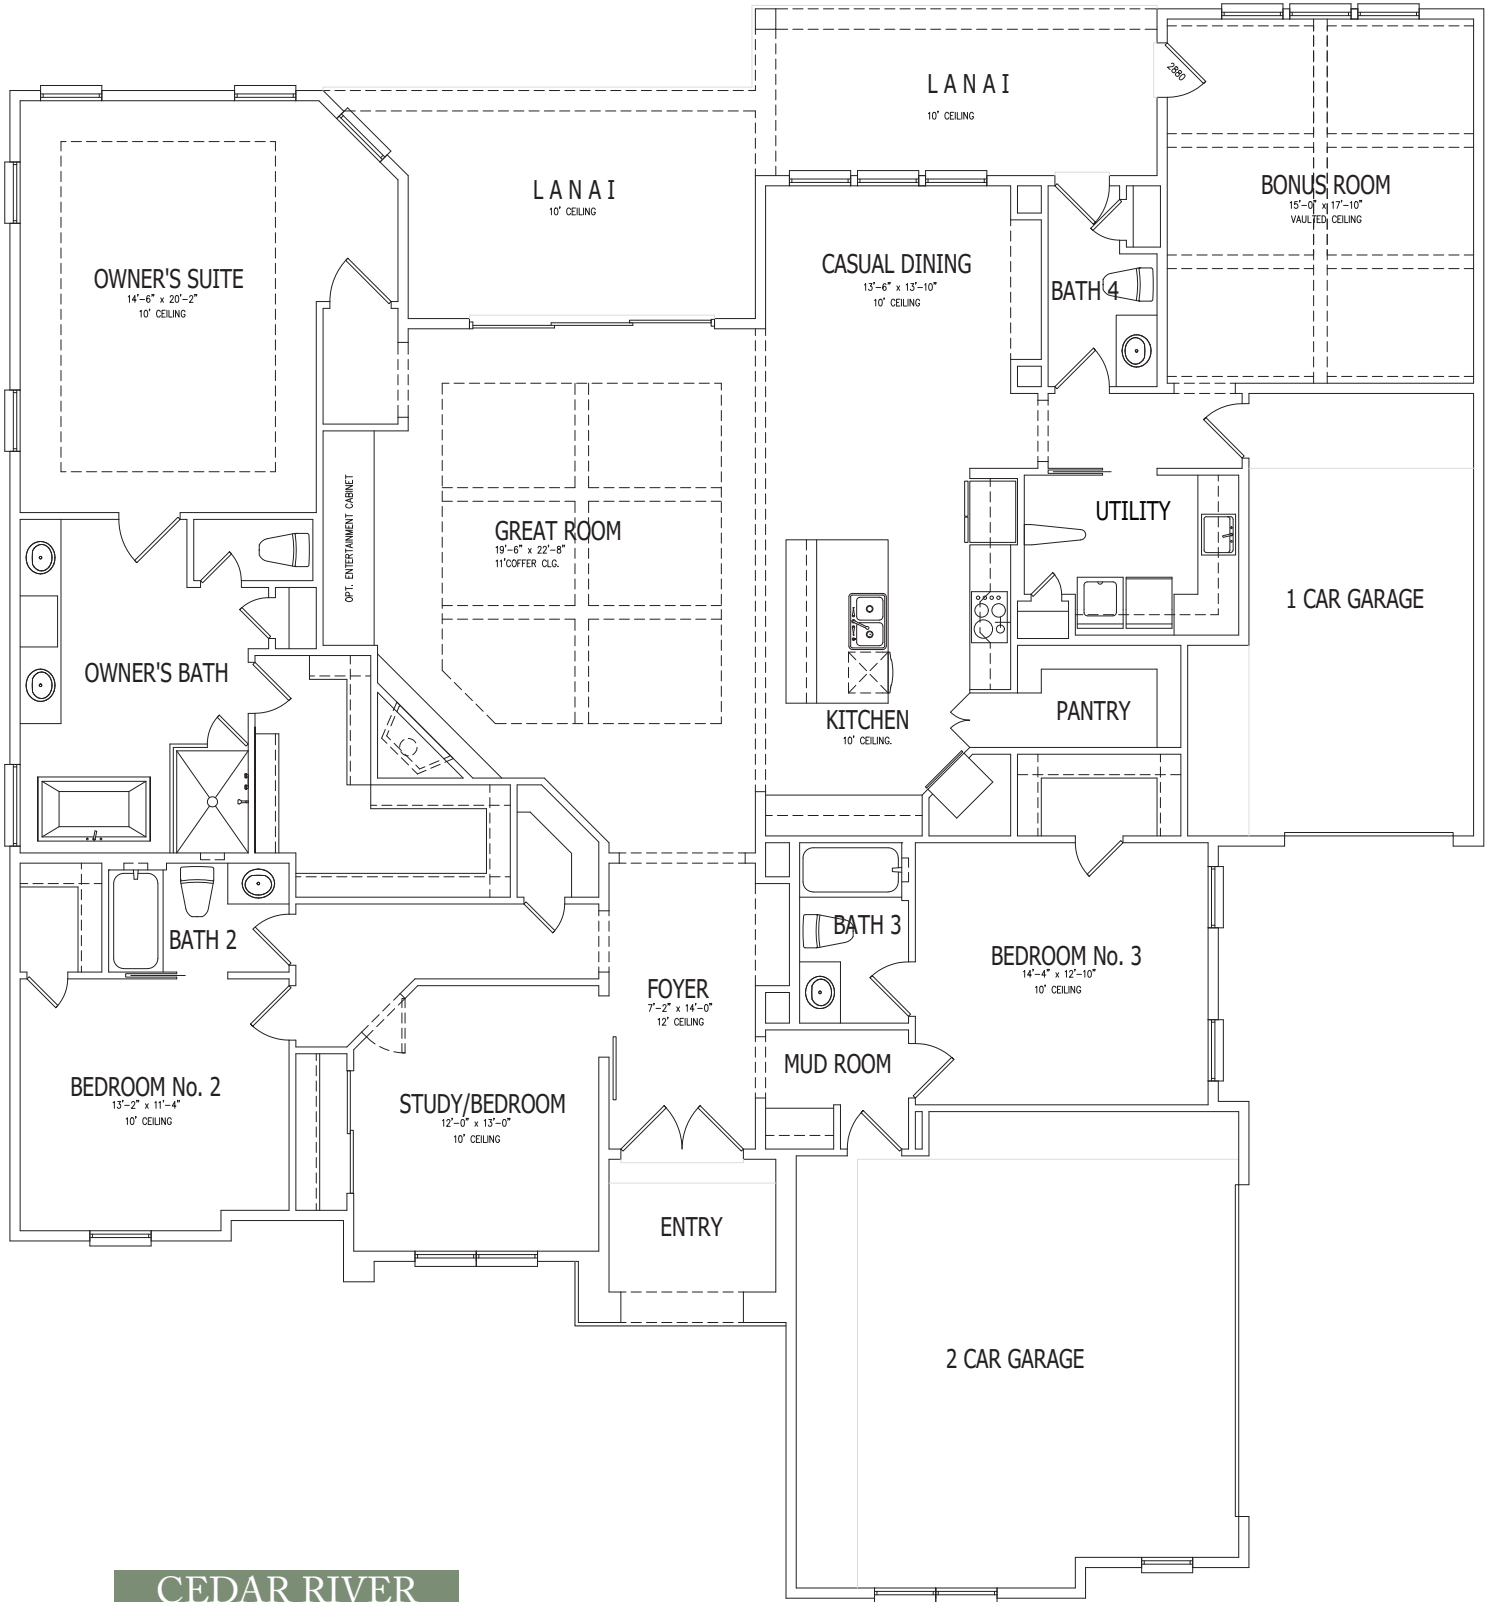 LANAI
10' CEILING
2880
BONUS ROOM
15'-0" x 17'-10"
VAULTED CEILING
LANAI
10' CEILING
OWNER'S SUITE
14'-6" x 20'-2"
10' CEILING
CASUAL DINING
13'-6" x 13'-10"
10' CEILING
BATH 4
OPT. ENTERTAINMENT CABINET
GREAT ROOM
19'-6" x 22'-8"
11'COFFER CLG.
UTILITY
1 CAR GARAGE
OWNER'S BATH
KITCHEN
10' CEILING.
PANTRY
BATH 2
BATH 3
BEDROOM No. 3
14'-4" x 12'-10"
10' CEILING
FOYER
7'-2" x 14'-0"
12' CEILING
MUD ROOM
BEDROOM No. 2
13'-2" x 11'-4"
10' CEILING
STUDY/BEDROOM
12'-0" x 13'-0"
10' CEILING
ENTRY
2 CAR GARAGE
CEDAR RIVER